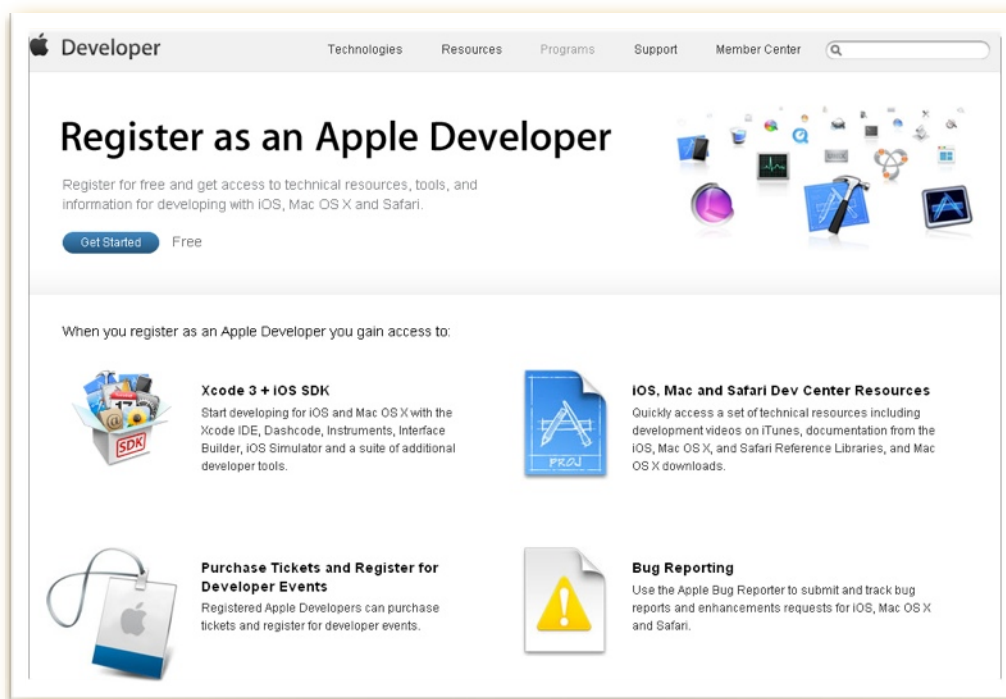 Developer
Technologies Resources Programs Support Member Center
Register as an Apple Developer
Register for free and get access to technical resources, tools, and
information for developing with iOS, Mac OS X and Safari.
Get Started Free
When you register as an Apple Developer you gain access to:
Xcode 3 + iOS SDK
Start developing for iOS and Mac OS X with the
Xcode IDE, Dashcode, Instruments, Interface
Builder, iOS Simulator and a suite of additional
developer tools.
SDK
17
@
iOS, Mac and Safari Dev Center Resources
Quickly access a set of technical resources including
development videos on iTunes, documentation from the
iOS, Mac OS X, and Safari Reference Libraries, and Mac
OS X downloads.
PROJ
Purchase Tickets and Register for
Developer Events
Registered Apple Developers can purchase
tickets and register for developer events.
Bug Reporting
Use the Apple Bug Reporter to submit and track bug
reports and enhancements requests for iOS, Mac OS X
and Safari.